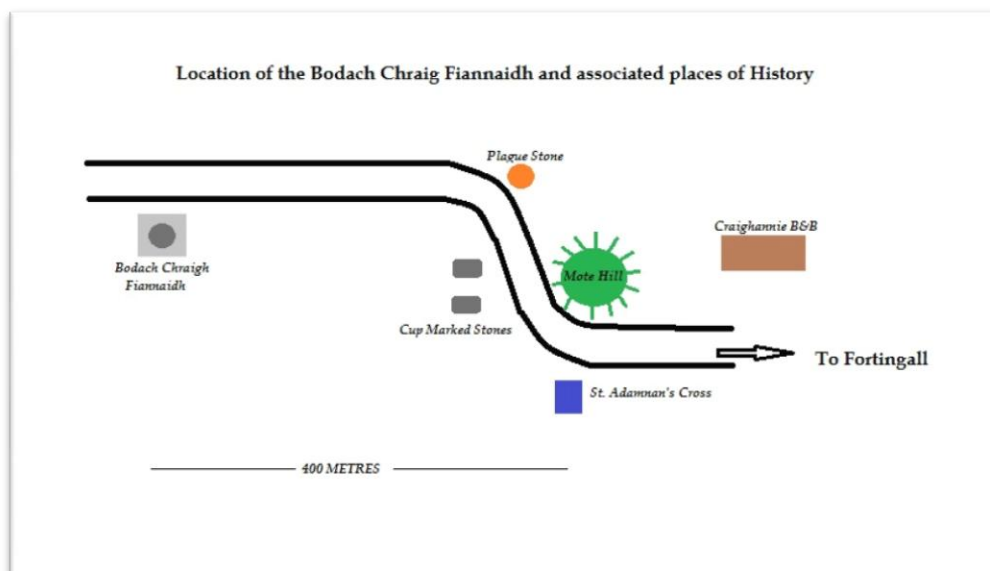 Location of the Bodach Chraig Fiannaidh and associated places of History
Plague Stone
Craighannie B&B
Bodach Chraigh
Fiannaidh
Mote Hill
Cup Marked Stones
To Fortingall
St. Adamnan's Cross
400 METRES